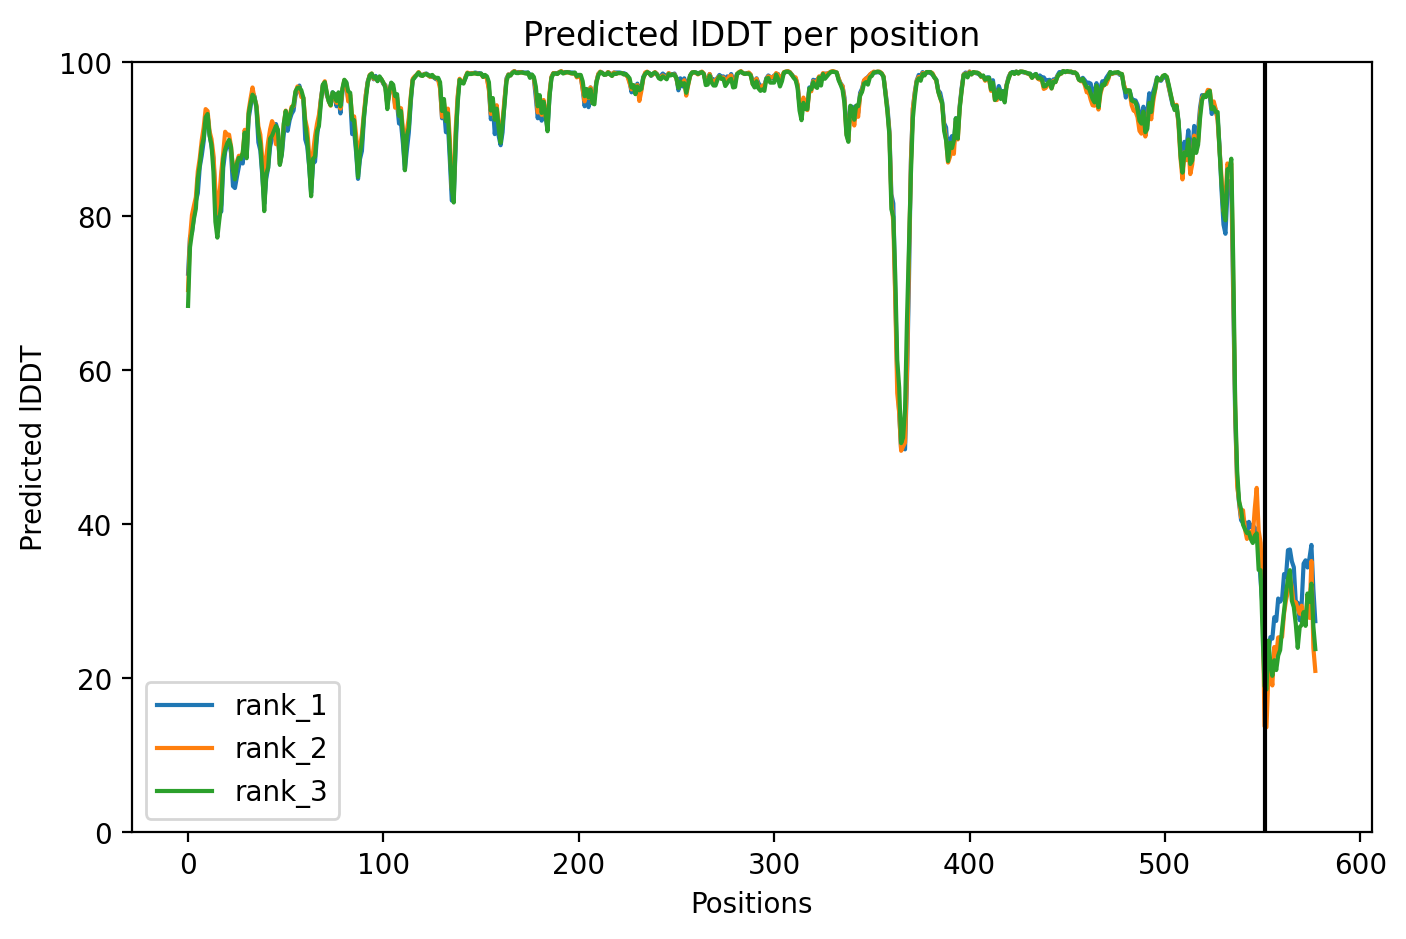 Predicted lDDT per position
100
80
60
40
20
0
Predicted lDDT
rank_1
rank_2
rank_3
0 100 200 300 400 500 600
Positions